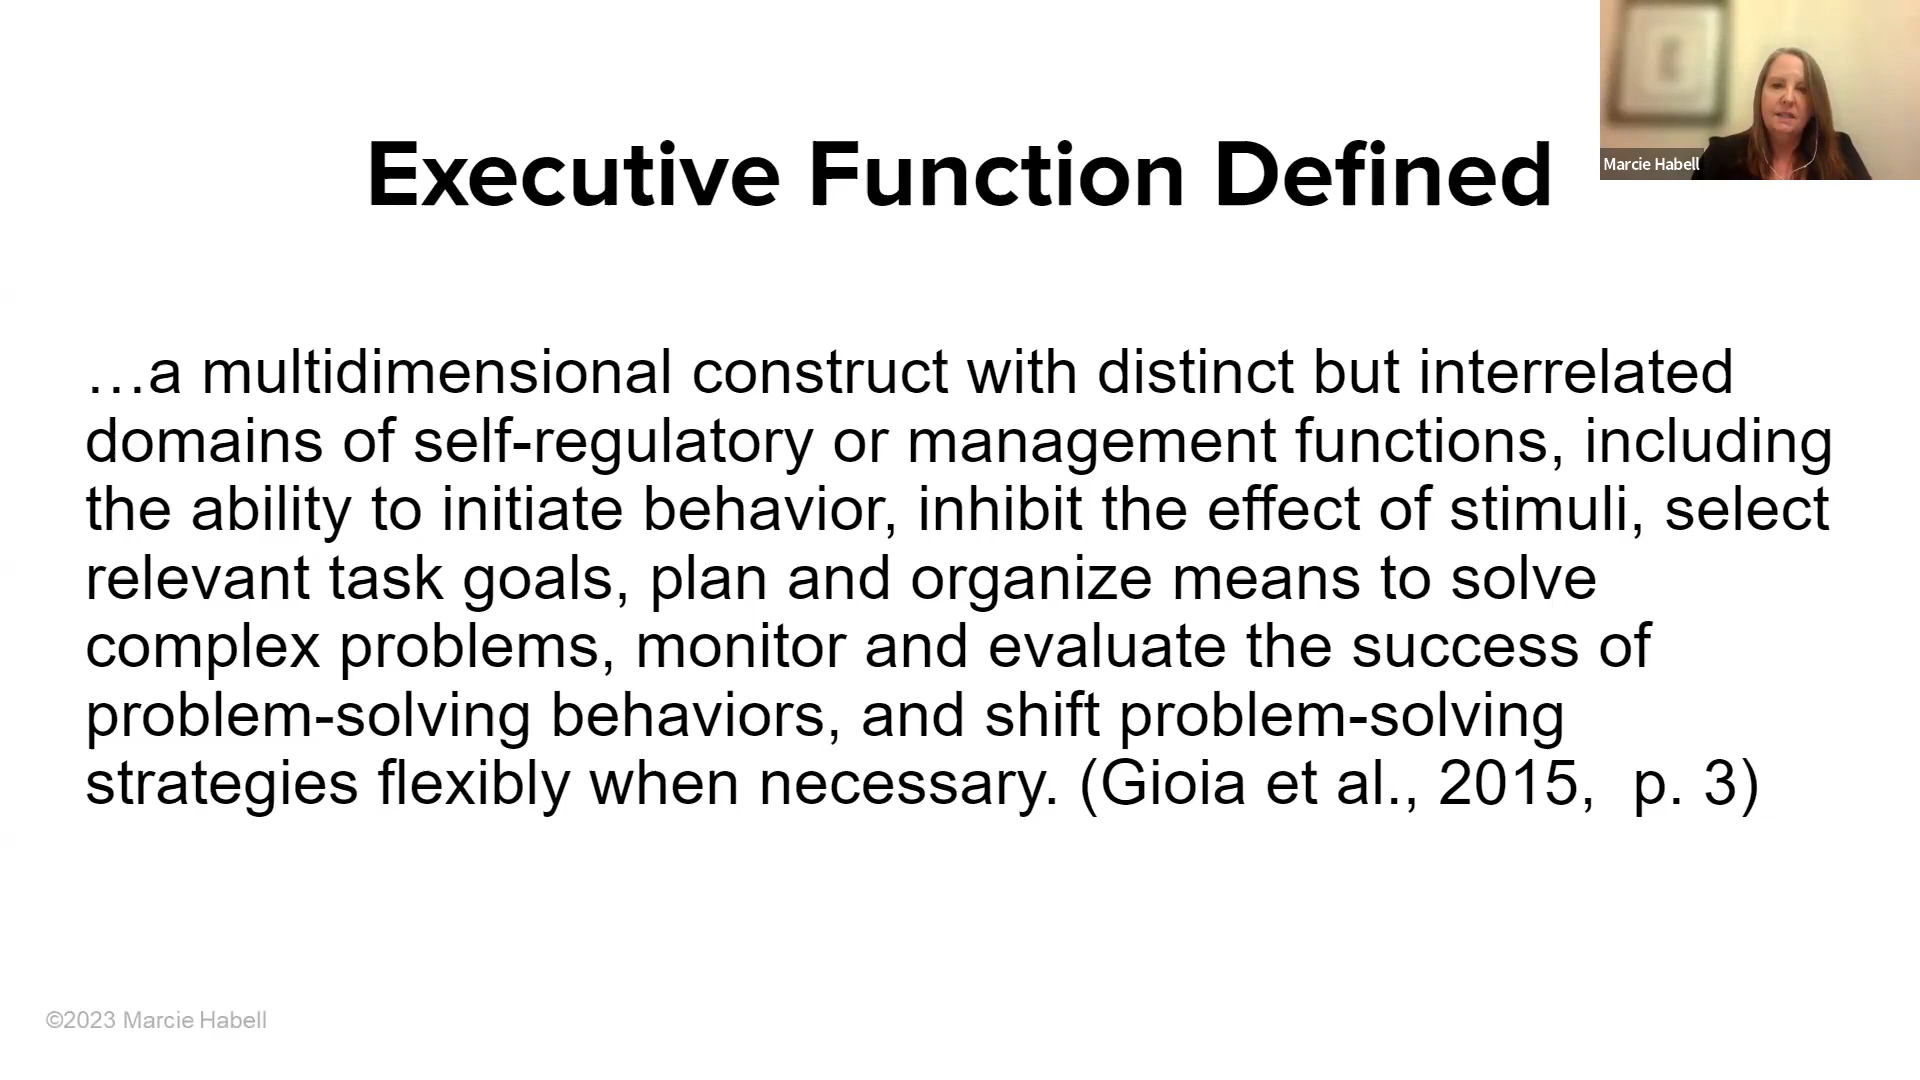 Executive Function Defined
Marcie Habell
…a multidimensional construct with distinct but interrelated
domains of self-regulatory or management functions, including
the ability to initiate behavior, inhibit the effect of stimuli, select
relevant task goals, plan and organize means to solve
complex problems, monitor and evaluate the success of
problem-solving behaviors, and shift problem-solving
strategies flexibly when necessary. (Gioia et al., 2015,  p. 3)
©2023 Marcie Habell